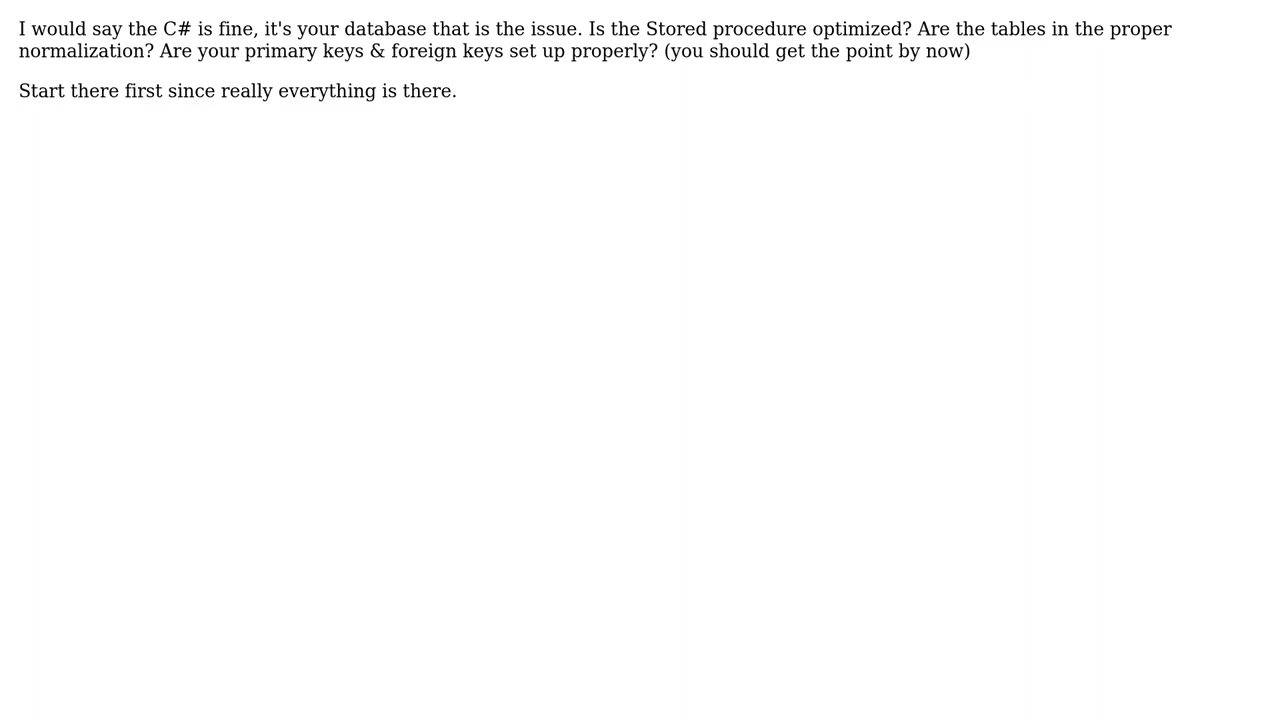 I would say the C# is fine, it's your database that is the issue. Is the Stored procedure optimized? Are the tables in the proper
normalization? Are your primary keys & foreign keys set up properly? (you should get the point by now)
Start there first since really everything is there.